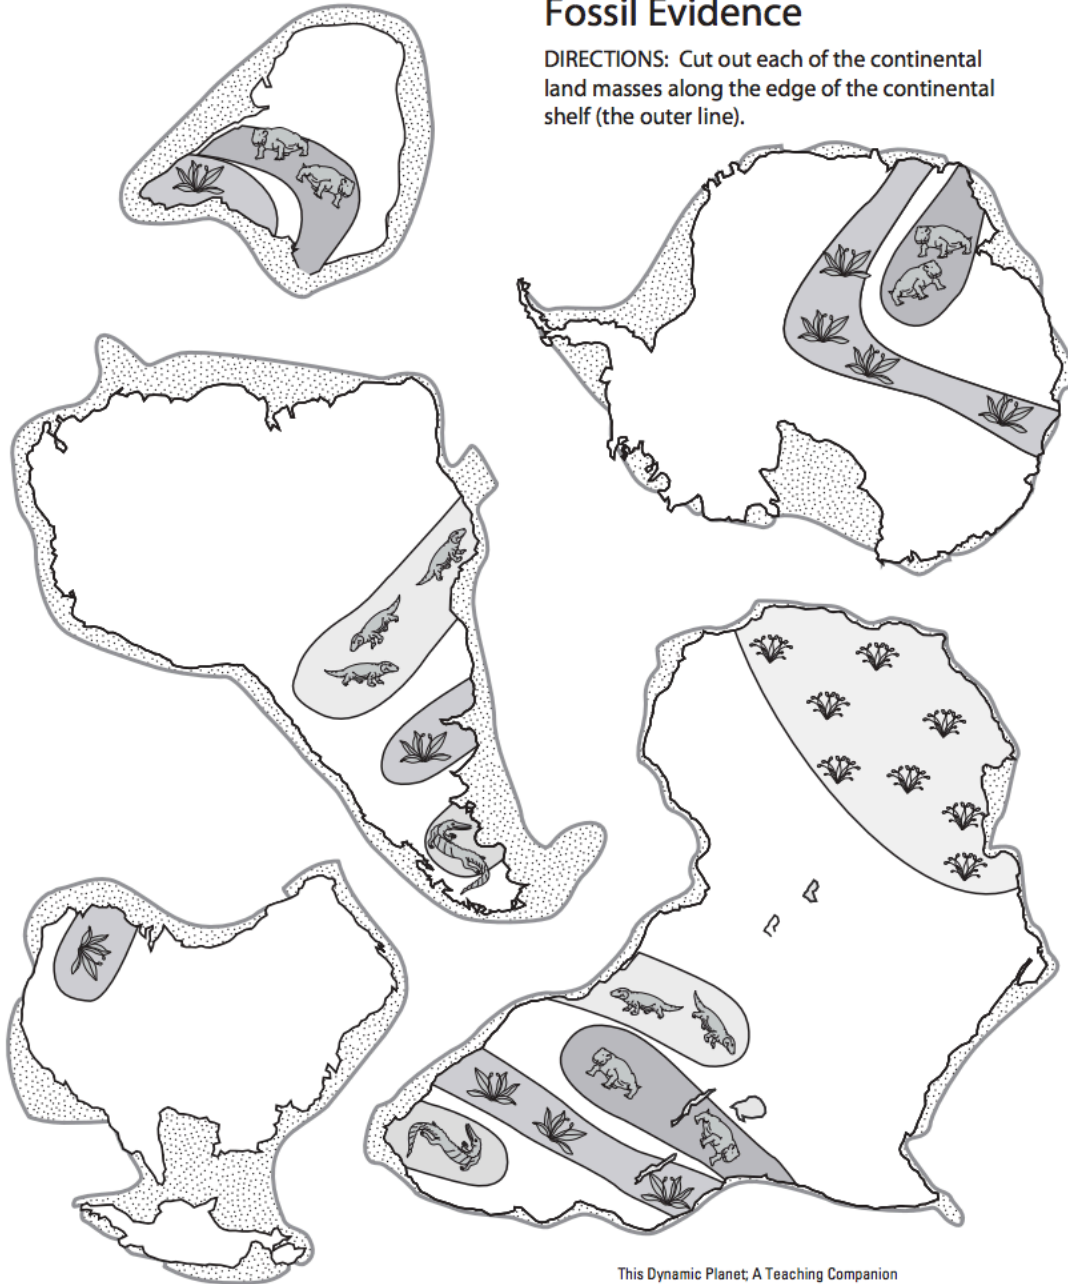 Fossil Evidence
DIRECTIONS:  Cut out each of the continental
land masses along the edge of the continental
shelf (the outer line).
This Dynamic Planet; A Teaching Companion